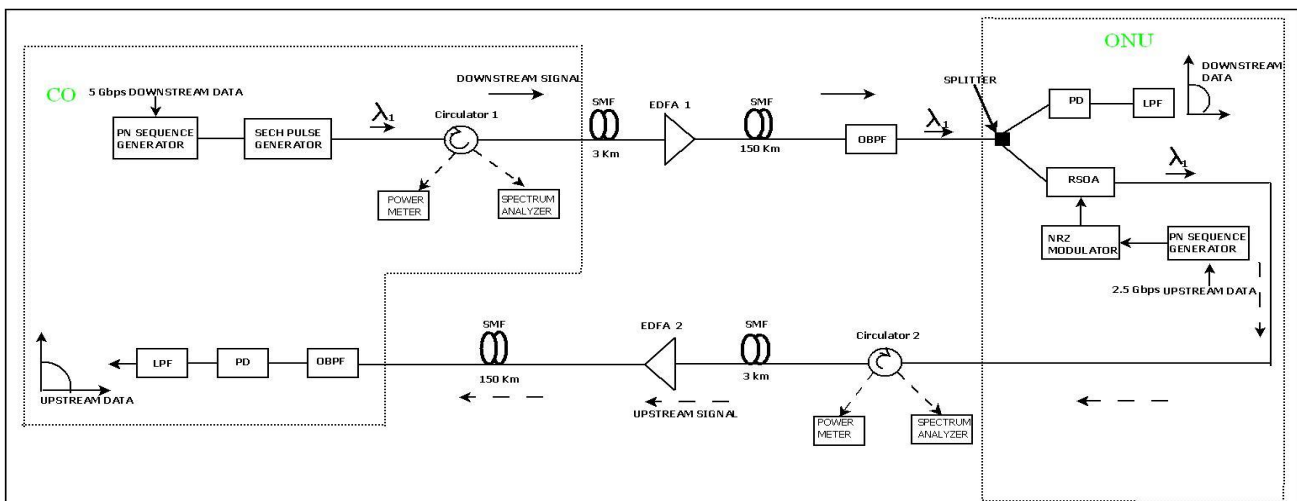 CO
5 Gbps DOWNSTREAM DATA
PN SEQUENCE
GENERATOR
SECH PULSE
GENERATOR
λ1
Circulator 1
POWER
METER
SPECTRUM
ANALYZER
DOWNSTREAM SIGNAL
SMF
3 Km
EDFA 1
SMF
150 Km
OBPF
λ1
SPLITTER
ONU
PD
LPF
DOWNSTREAM
DATA
RSOA
λ1
NRZ
MODULATOR
PN SEQUENCE
GENERATOR
2.5 Gbps UPSTREAM DATA
Circulator 2
POWER
METER
SPECTRUM
ANALYZER
SMF
3 km
EDFA 2
UPSTREAM SIGNAL
SMF
150 Km
OBPF
PD
LPF
UPSTREAM DATA